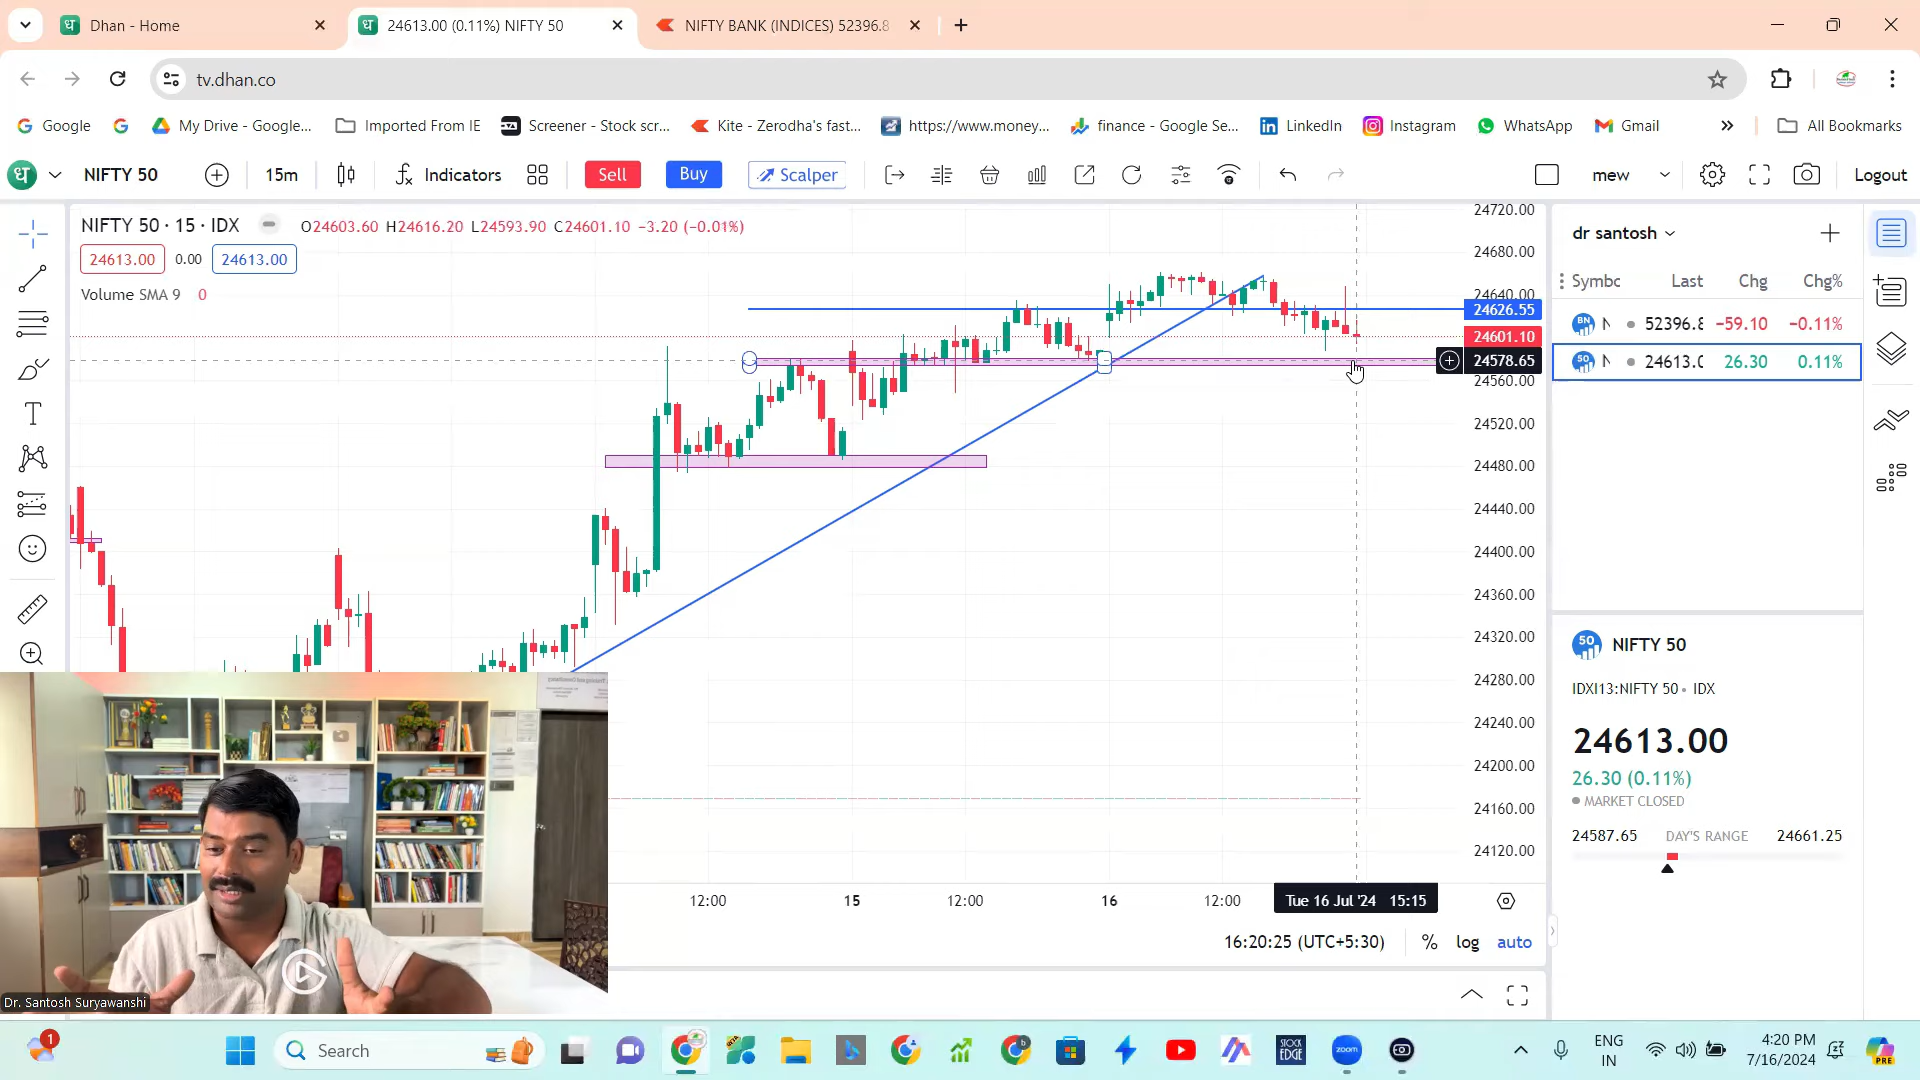 Dhan - Home
24613.00 (0.11%) NIFTY 50
NIFTY BANK (INDICES) 52396.8
tv.dhan.co
Google
My Drive - Google...
Imported From IE
Screener - Stock scr...
Kite - Zerodha's fast...
https://www.money...
finance - Google Se...
LinkedIn
Instagram
WhatsApp
Gmail
All Bookmarks
ध
NIFTY 50
15m
Indicators
Sell
Buy
Scalper
mew
Logout
NIFTY 50 · 15 · IDX
O24603.60 H24616.20 L24593.90 C24601.10 −3.20 (−0.01%)
24613.00 0.00 24613.00
Volume SMA 9 0
24720.00
24680.00
24640.00
24626.55
24601.10
24578.65
24560.00
24520.00
24480.00
24440.00
24400.00
24360.00
24320.00
24280.00
24240.00
24200.00
24160.00
24120.00
dr santosh
Symbc Last Chg Chg%
BN N 52396.8 −59.10 −0.11%
50 N 24613.0 26.30 0.11%
50 NIFTY 50
IDXI13:NIFTY 50 • IDX
24613.00
26.30 (0.11%)
MARKET CLOSED
24587.65 DAY'S RANGE 24661.25
12:00 15 12:00 16 12:00 Tue 16 Jul '24 15:15
16:20:25 (UTC+5:30) % log auto
Dr. Santosh Suryawanshi
1
Search
STOCK EDGE
zoom
ENG
IN
4:20 PM
7/16/2024
PRE